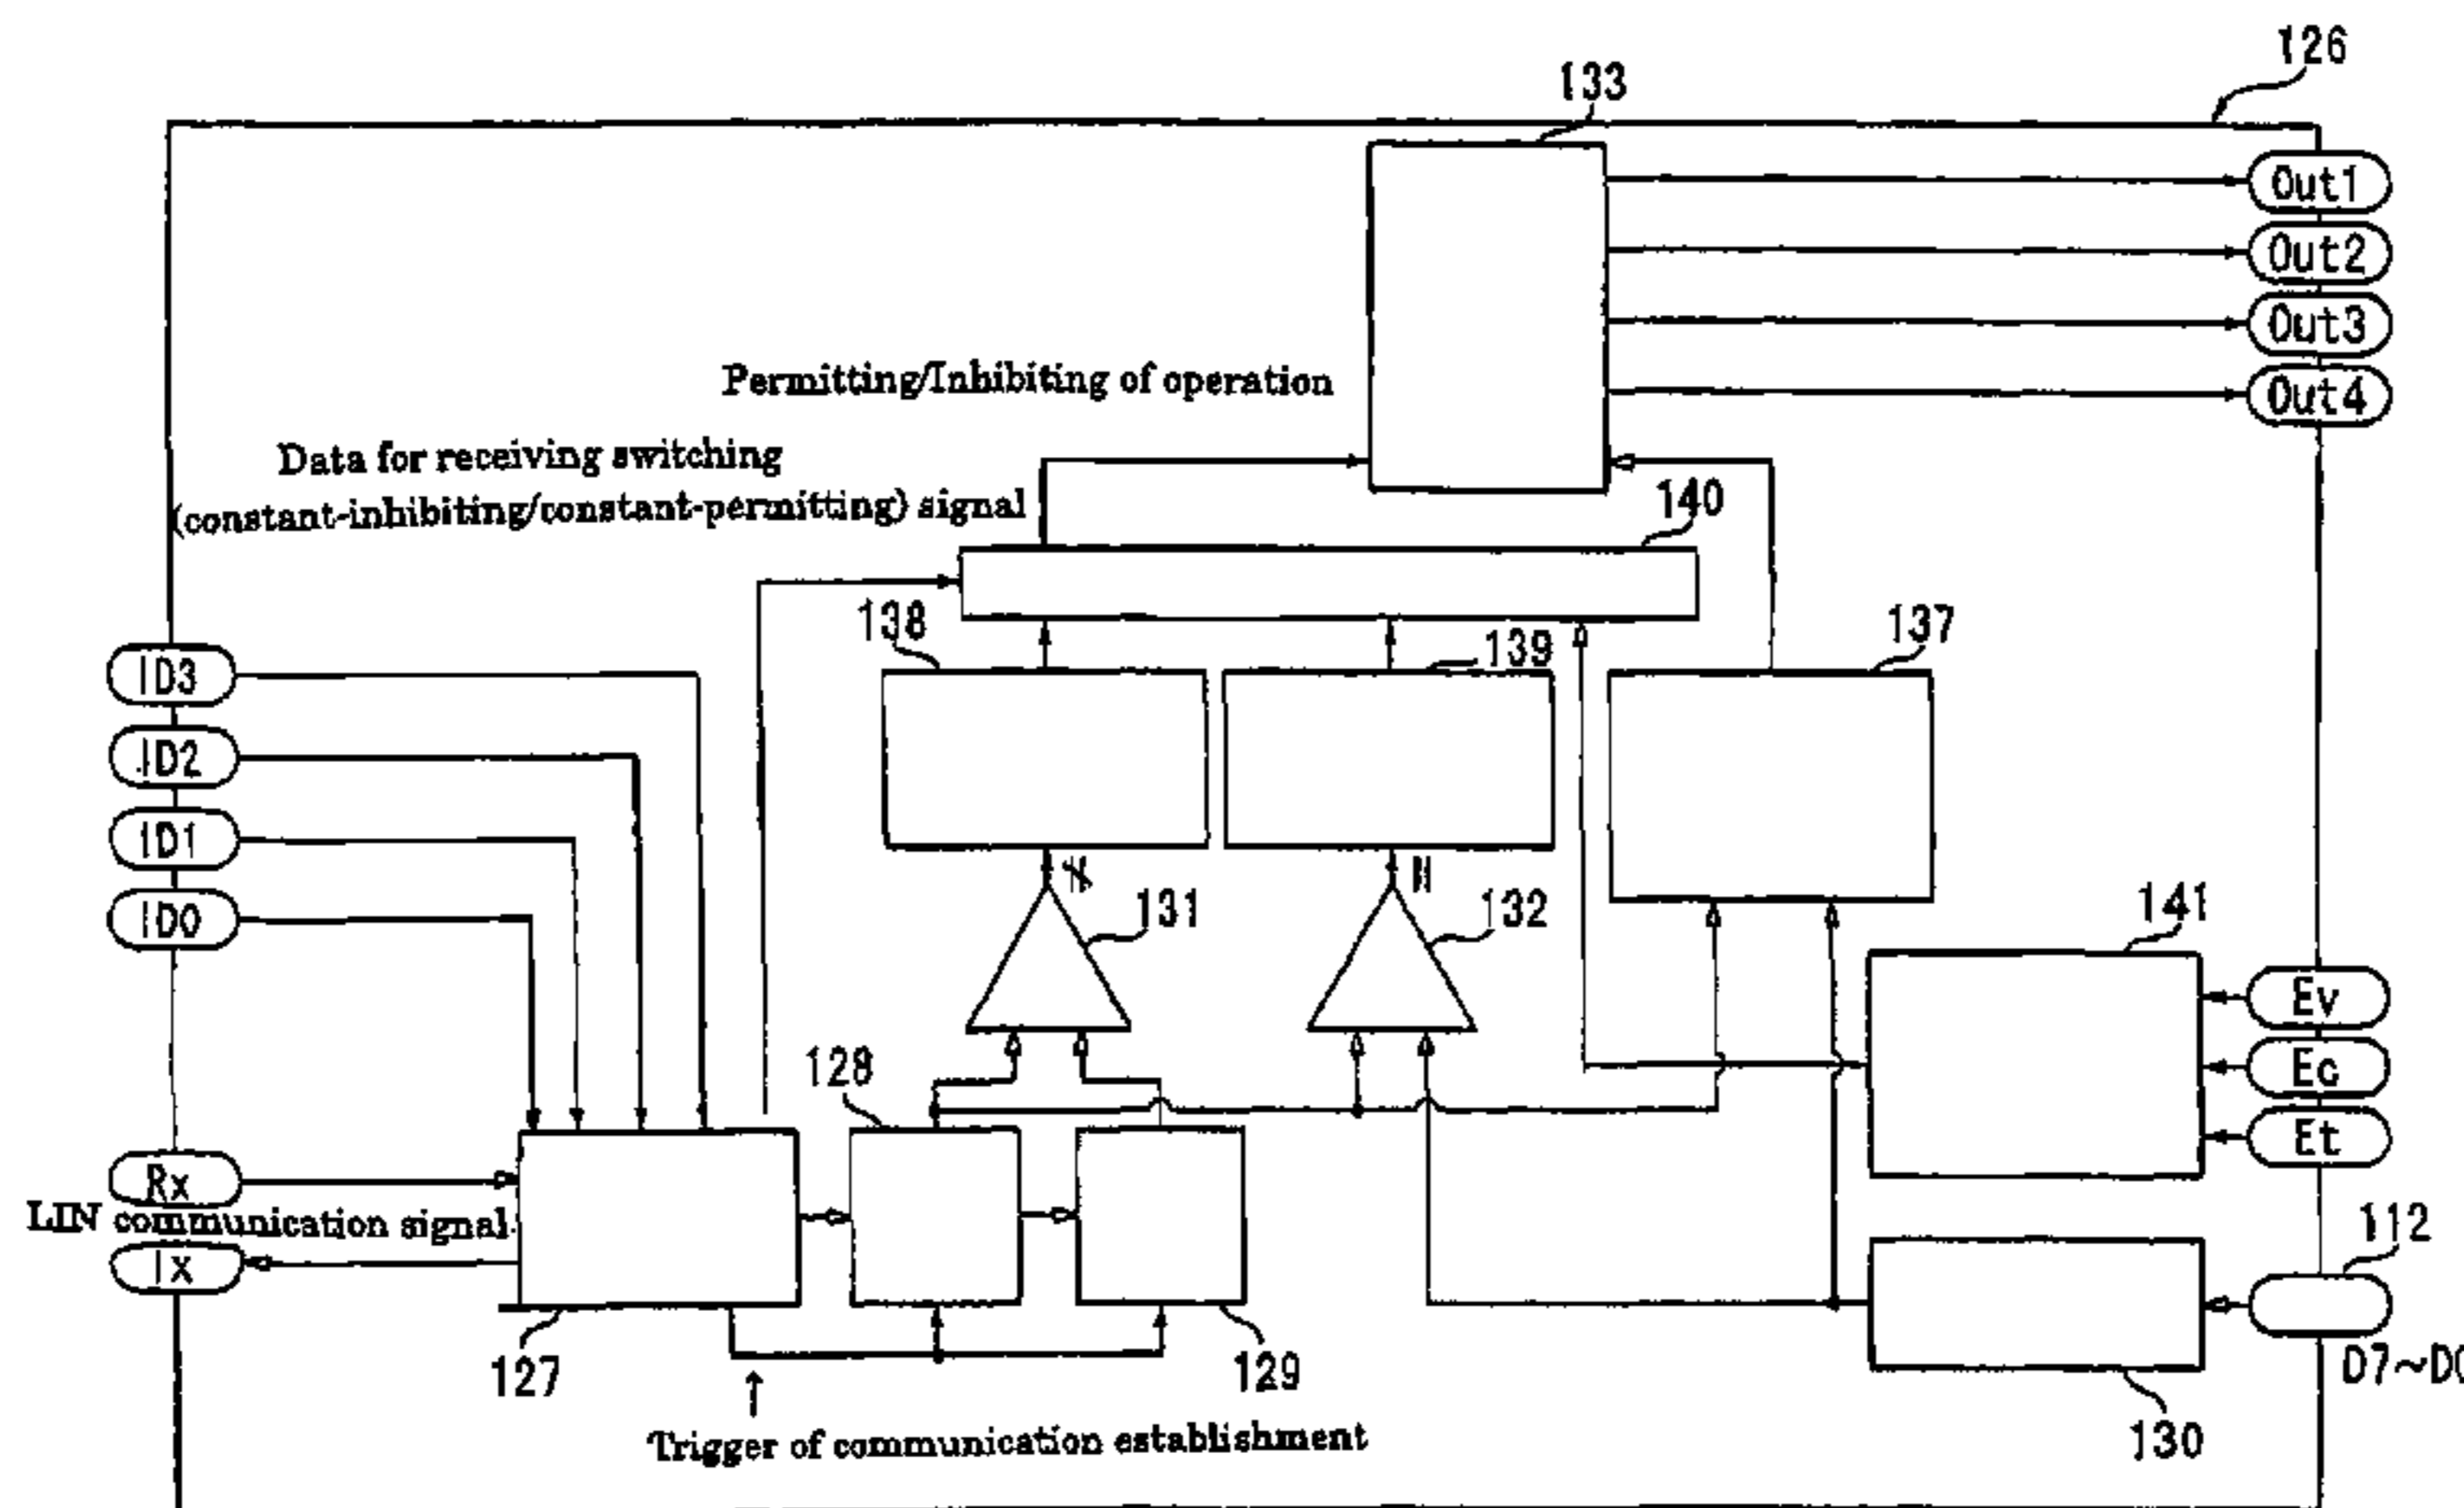 126
133
Out1
Out2
Out3
Out4
Permitting/Inhibiting of operation
Data for receiving switching
(constant-inhibiting/constant-permitting) signal
140
138
139
137
ID3
ID2
ID1
ID0
131
132
141
Ev
Ec
Et
128
Rx
LIN communication signal
Tx
112
D7~D0
127
129
130
Trigger of communication establishment